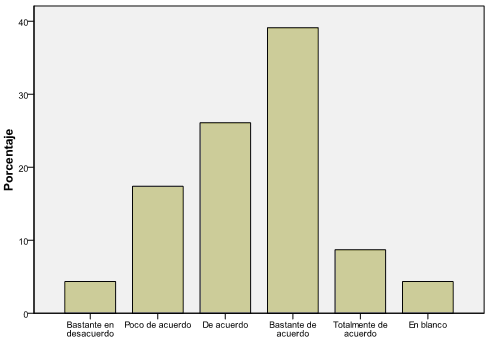 Porcentaje
40
30
20
10
0
Bastante en desacuerdo
Poco de acuerdo
De acuerdo
Bastante de acuerdo
Totalmente de acuerdo
En blanco